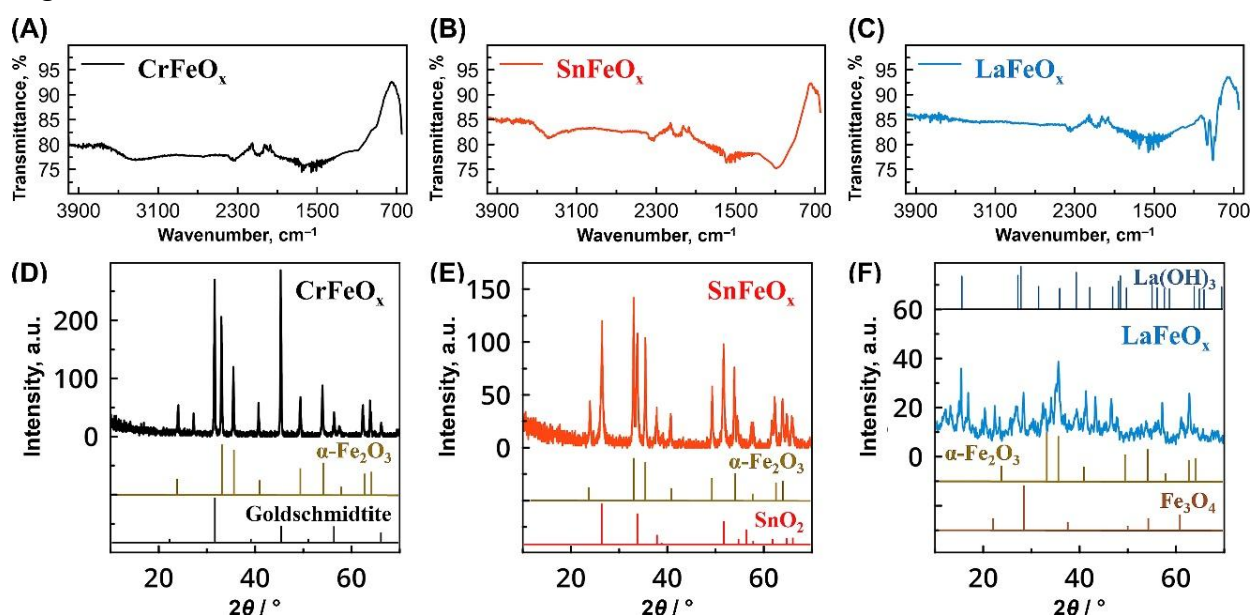 (A)
Transmittance, %
95
90
85
80
75
CrFeOₓ
3900 3100 2300 1500 700
Wavenumber, cm⁻¹
(B)
Transmittance, %
95
90
85
80
75
SnFeOₓ
3900 3100 2300 1500 700
Wavenumber, cm⁻¹
(C)
Transmittance, %
95
90
85
80
75
LaFeOₓ
3900 3100 2300 1500 700
Wavenumber, cm⁻¹
(D)
Intensity, a.u.
200
100
0
CrFeOₓ
α-Fe₂O₃
Goldschmidtite
20 40 60
2θ / °
(E)
Intensity, a.u.
150
100
50
0
SnFeOₓ
α-Fe₂O₃
SnO₂
20 40 60
2θ / °
(F)
Intensity, a.u.
La(OH)₃
60
40
20
0
LaFeOₓ
α-Fe₂O₃
Fe₃O₄
20 40 60
2θ / °